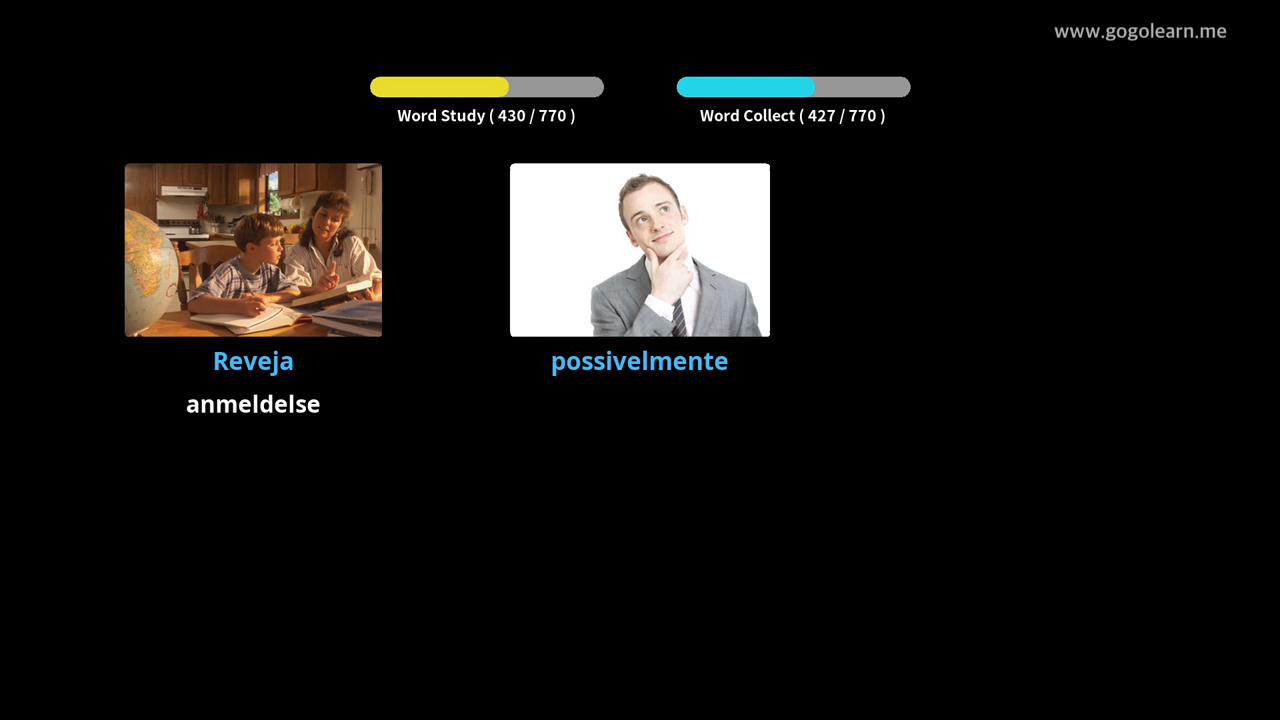 www.gogolearn.me
Word Study ( 430 / 770 )
Word Collect ( 427 / 770 )
Reveja
possivelmente
anmeldelse